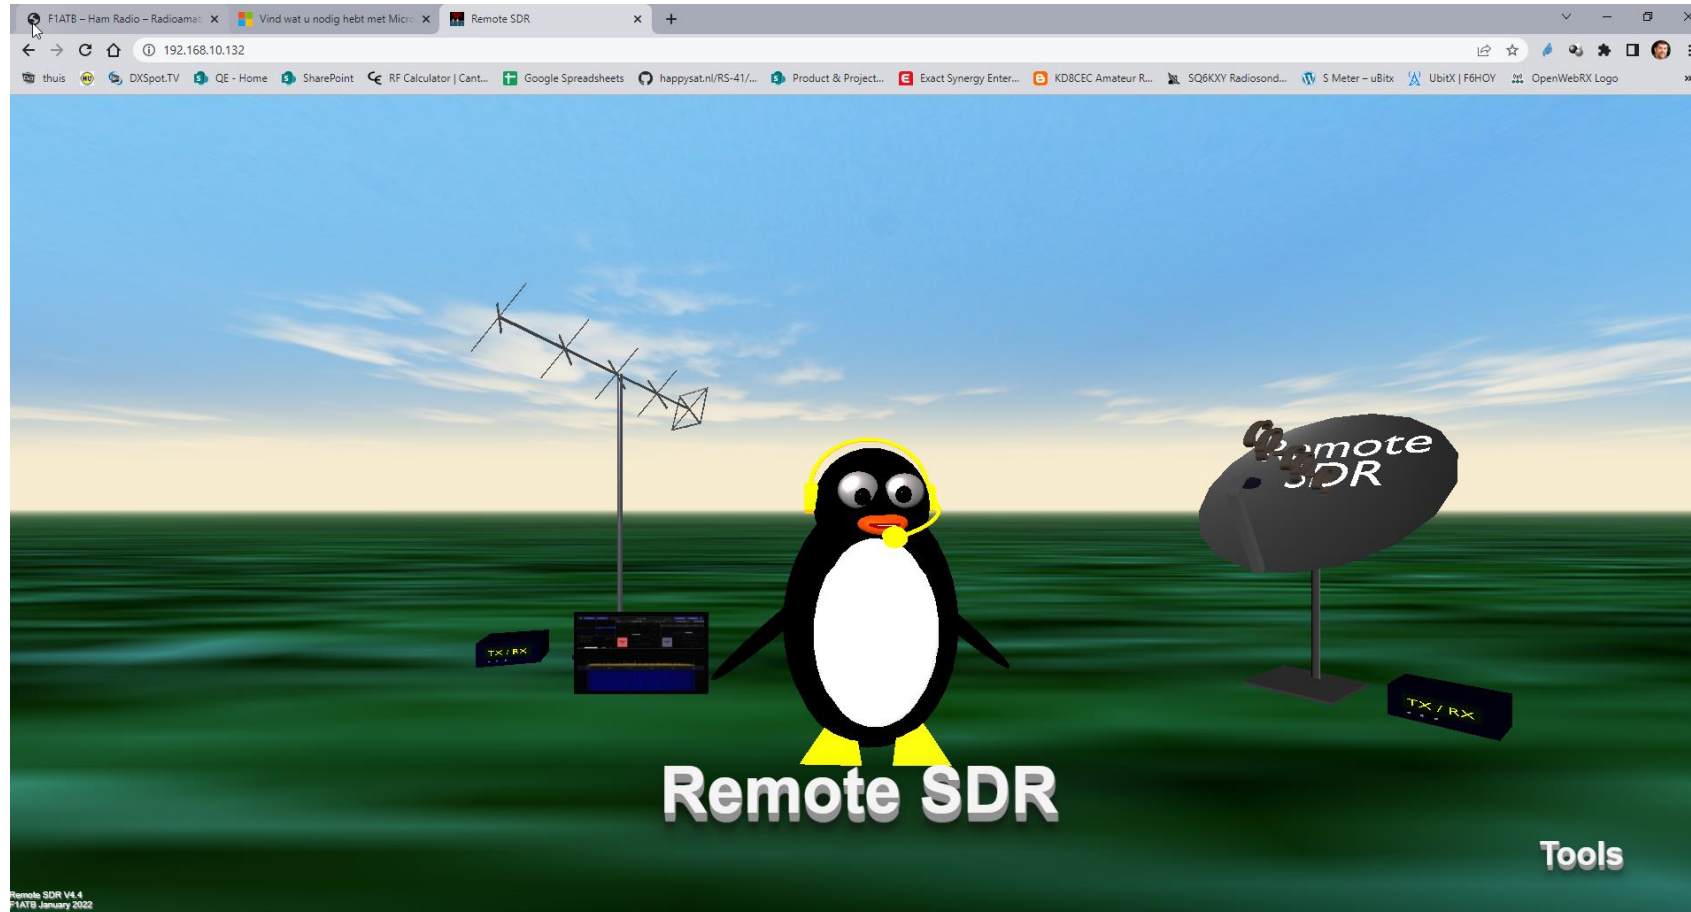 F1ATB – Ham Radio – Radioamat
Vind wat u nodig hebt met Micro
Remote SDR
192.168.10.132
thuis
DXSpot.TV
QE - Home
SharePoint
RF Calculator | Cant...
Google Spreadsheets
happysat.nl/RS-41/...
Product & Project...
Exact Synergy Enter...
KD8CEC Amateur R...
SQ6KXY Radiosond...
S Meter – uBitx
UbitX | F6HOY
OpenWebRX Logo
Remote
SDR
TX / RX
TX / RX
Remote SDR
Tools
Remote SDR V4.4
F1ATB January 2022